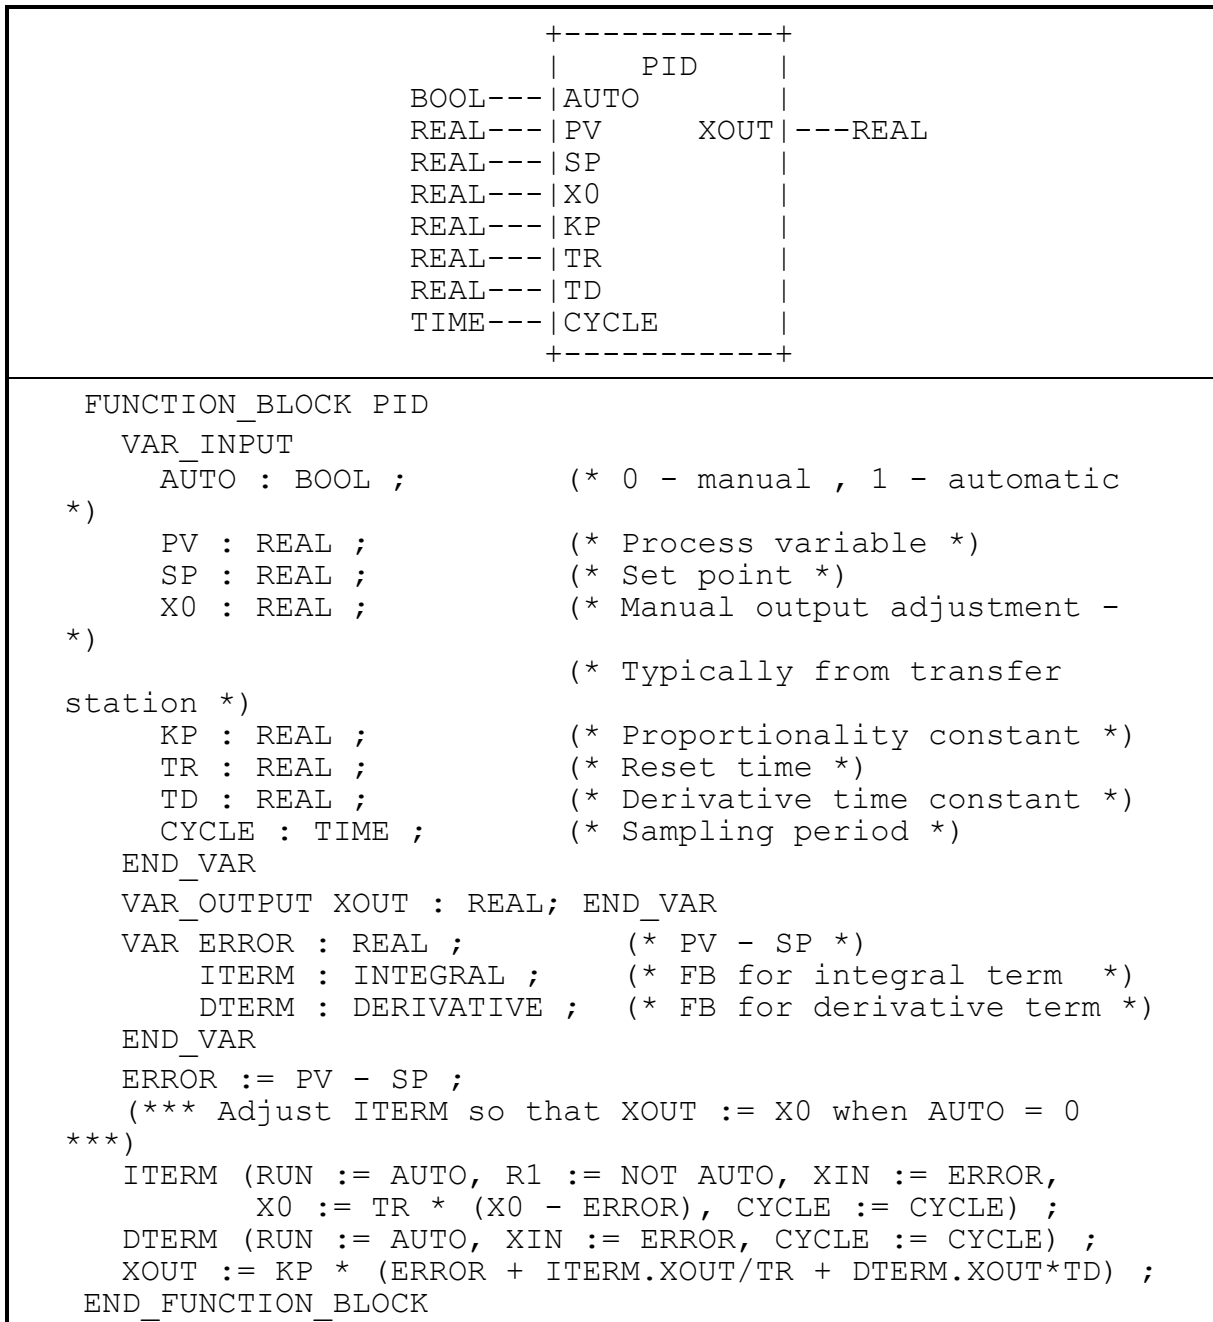 +-----------+
|    PID    |
BOOL---|AUTO       |
REAL---|PV     XOUT|---REAL
REAL---|SP         |
REAL---|X0         |
REAL---|KP         |
REAL---|TR         |
REAL---|TD         |
TIME---|CYCLE      |
+-----------+
FUNCTION_BLOCK PID
VAR_INPUT
AUTO : BOOL ;          (* 0 - manual , 1 - automatic
*)
PV : REAL ;            (* Process variable *)
SP : REAL ;            (* Set point *)
X0 : REAL ;            (* Manual output adjustment -
*)
(* Typically from transfer
station *)
KP : REAL ;            (* Proportionality constant *)
TR : REAL ;            (* Reset time *)
TD : REAL ;            (* Derivative time constant *)
CYCLE : TIME ;         (* Sampling period *)
END_VAR
VAR_OUTPUT XOUT : REAL; END_VAR
VAR ERROR : REAL ;        (* PV - SP *)
ITERM : INTEGRAL ;    (* FB for integral term  *)
DTERM : DERIVATIVE ;  (* FB for derivative term *)
END_VAR
ERROR := PV - SP ;
(*** Adjust ITERM so that XOUT := X0 when AUTO = 0
***)
ITERM (RUN := AUTO, R1 := NOT AUTO, XIN := ERROR,
X0 := TR * (X0 - ERROR), CYCLE := CYCLE) ;
DTERM (RUN := AUTO, XIN := ERROR, CYCLE := CYCLE) ;
XOUT := KP * (ERROR + ITERM.XOUT/TR + DTERM.XOUT*TD) ;
END_FUNCTION_BLOCK